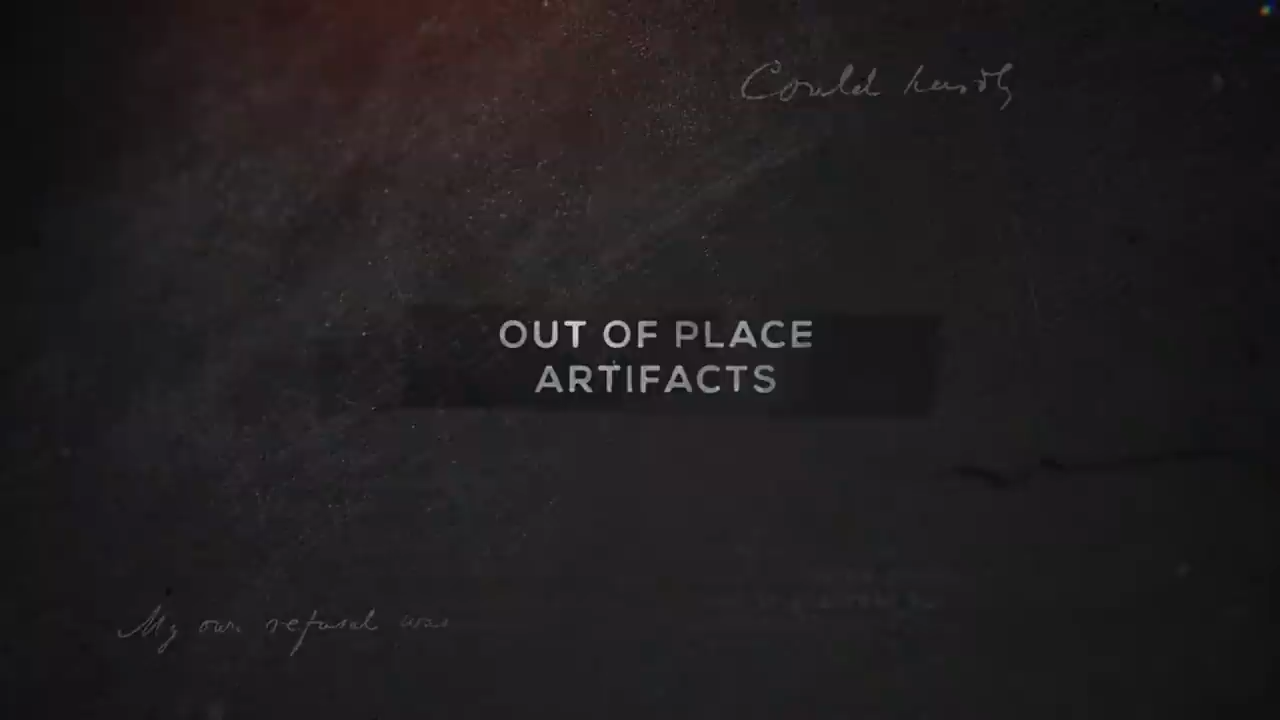 Could hardly
OUT OF PLACE
ARTIFACTS
My own refusal was